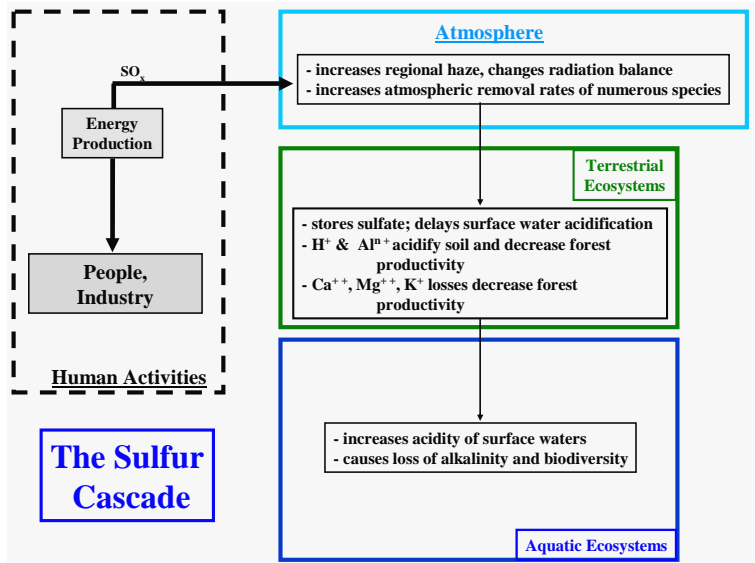 SOx
Energy
Production
People,
Industry
Human Activities
The Sulfur
Cascade
Atmosphere
- increases regional haze, changes radiation balance
- increases atmospheric removal rates of numerous species
Terrestrial
Ecosystems
- stores sulfate; delays surface water acidification
- H⁺ & Alⁿ⁺ acidify soil and decrease forest
productivity
- Ca⁺⁺, Mg⁺⁺, K⁺ losses decrease forest
productivity
- increases acidity of surface waters
- causes loss of alkalinity and biodiversity
Aquatic Ecosystems